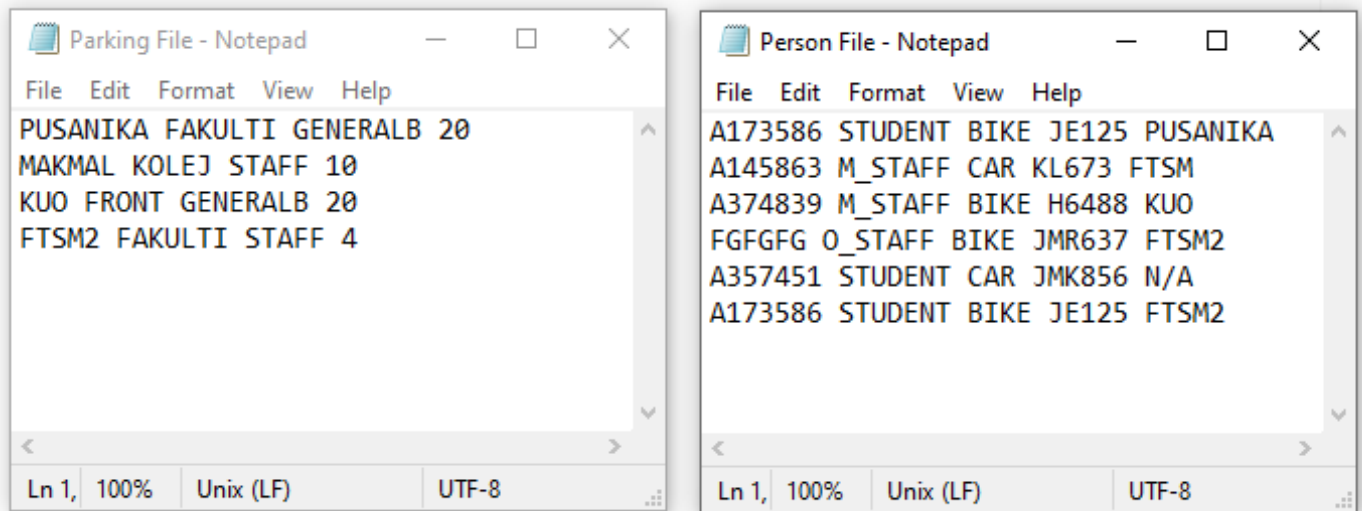 Parking File - Notepad
File Edit Format View Help
PUSANIKA FAKULTI GENERALB 20
MAKMAL KOLEJ STAFF 10
KUO FRONT GENERALB 20
FTSM2 FAKULTI STAFF 4
Ln 1, 100% Unix (LF) UTF-8
Person File - Notepad
File Edit Format View Help
A173586 STUDENT BIKE JE125 PUSANIKA
A145863 M_STAFF CAR KL673 FTSM
A374839 M_STAFF BIKE H6488 KUO
FGFGFG O_STAFF BIKE JMR637 FTSM2
A357451 STUDENT CAR JMK856 N/A
A173586 STUDENT BIKE JE125 FTSM2
Ln 1, 100% Unix (LF) UTF-8